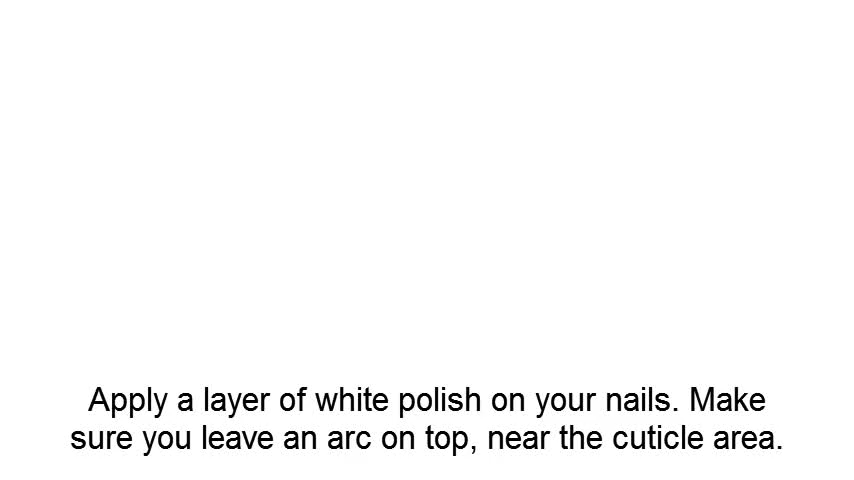 Apply a layer of white polish on your nails. Make
sure you leave an arc on top, near the cuticle area.